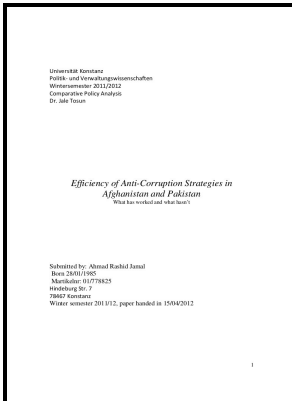 Universität Konstanz
Politik- und Verwaltungswissenschaften
Wintersemester 2011/2012
Comparative Policy Analysis
Dr. Jale Tosun
Efficiency of Anti-Corruption Strategies in
Afghanistan and Pakistan
What has worked and what hasn't
Submitted by: Ahmad Rashid Jamal
Born 28/01/1985
Martikelnr: 01/778825
Hindeburg Str. 7
78467 Konstanz
Winter semester 2011/12, paper handed in 15/04/2012
1